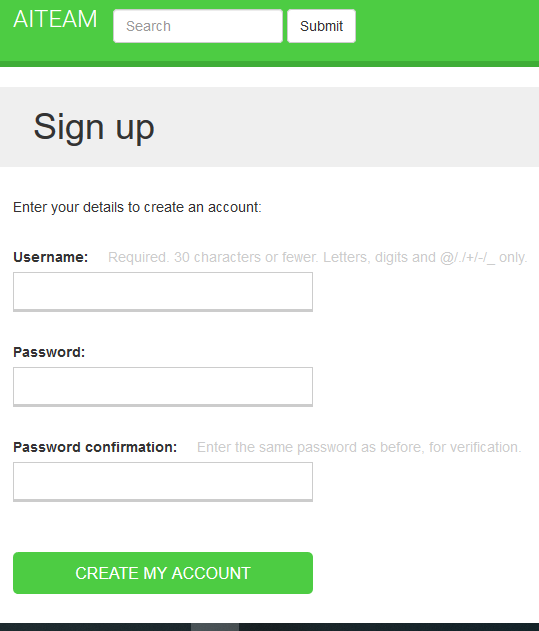 AITEAM Search Submit
Sign up
Enter your details to create an account:
Username: Required. 30 characters or fewer. Letters, digits and @/./+/-/_ only.
Password:
Password confirmation: Enter the same password as before, for verification.
CREATE MY ACCOUNT